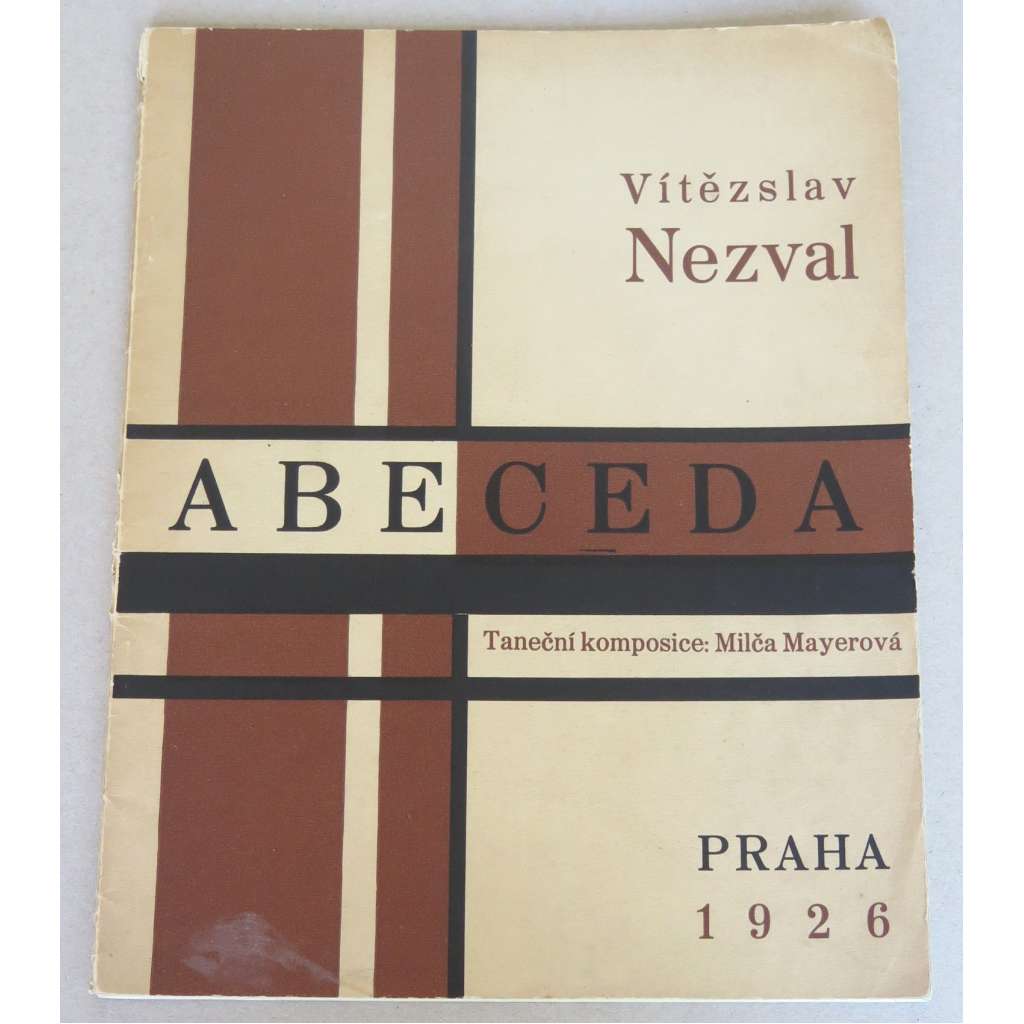 Vítězslav
Nezval
ABECEDA
Taneční komposice: Milča Mayerová
PRAHA
1926